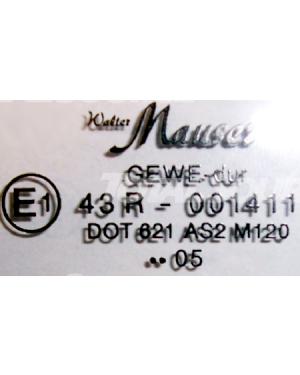 Walter
Mauser
GEWE-dur
E1 43 R - 001411
DOT 621 AS2 M120
•• 05